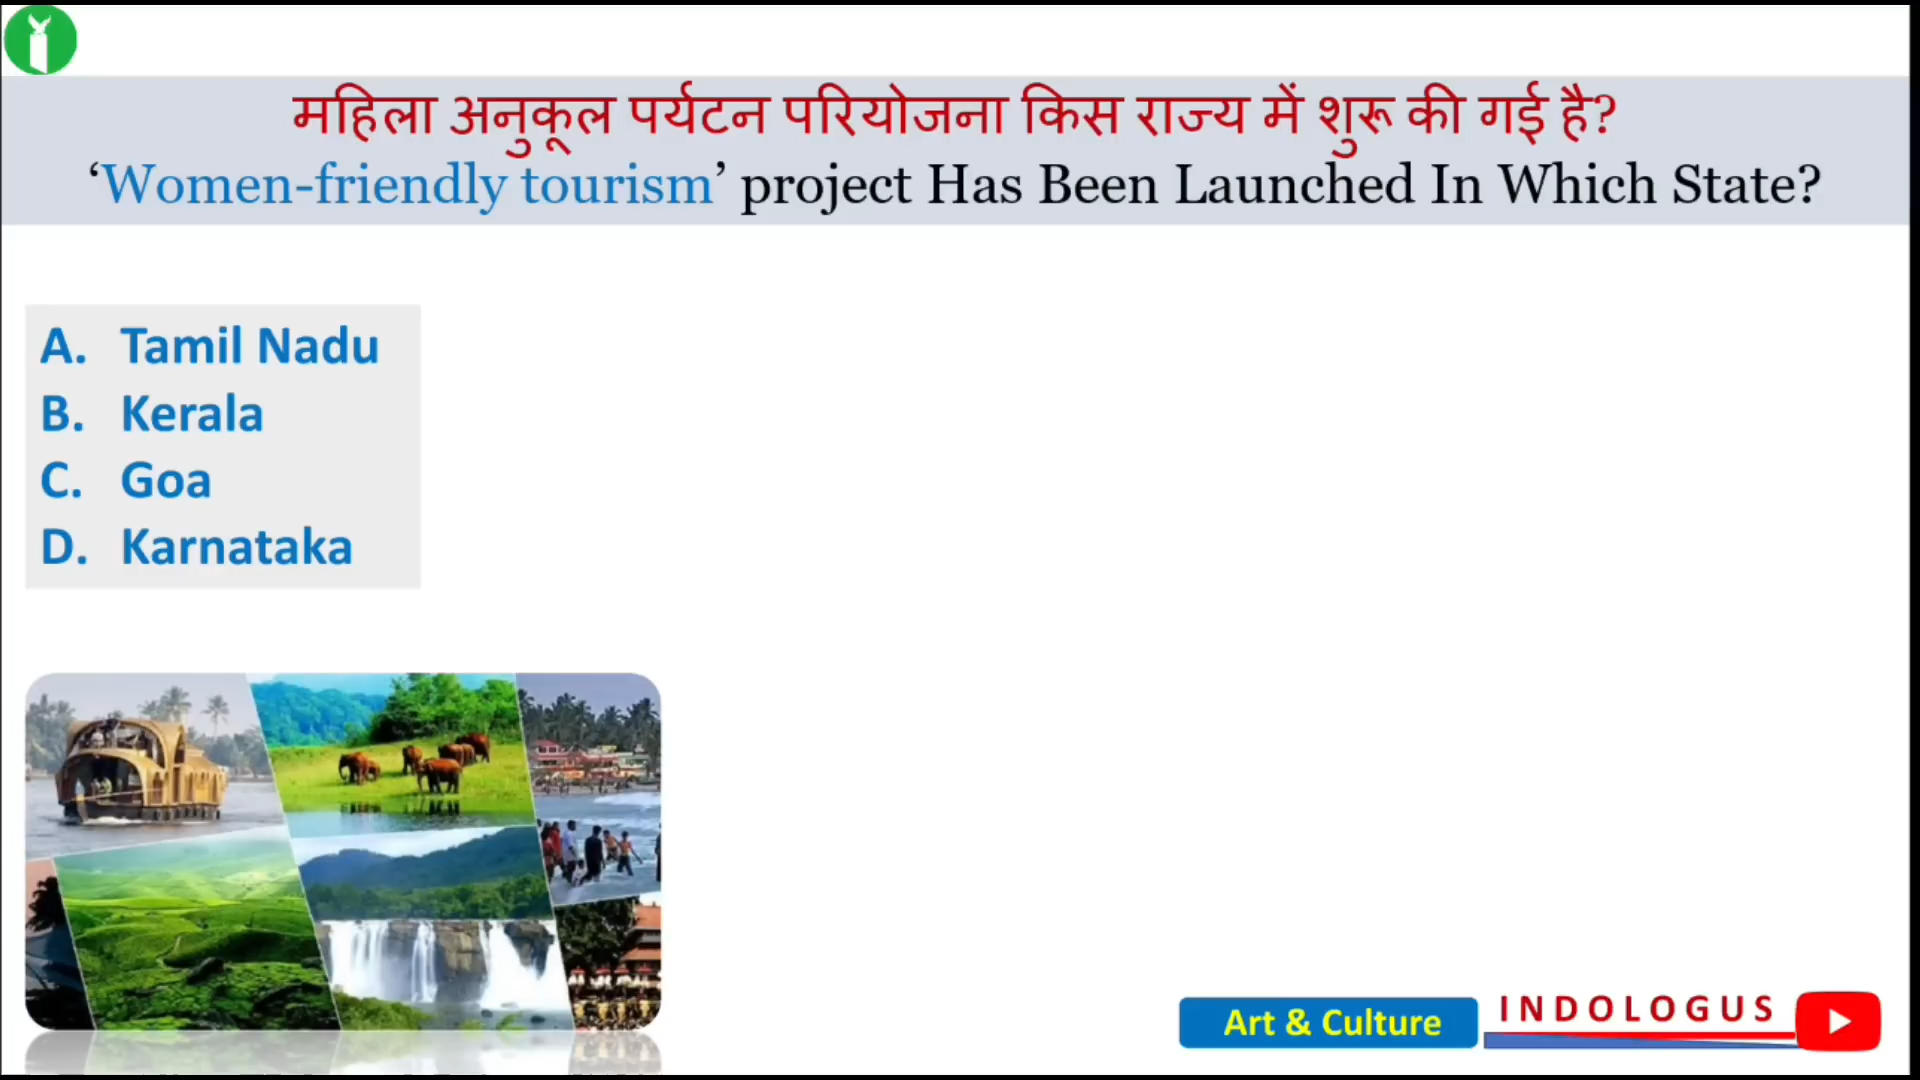 महिला अनुकूल पर्यटन परियोजना किस राज्य में शुरू की गई है?
‘Women-friendly tourism’ project Has Been Launched In Which State?
A. Tamil Nadu
B. Kerala
C. Goa
D. Karnataka
Art & Culture
INDOLOGUS